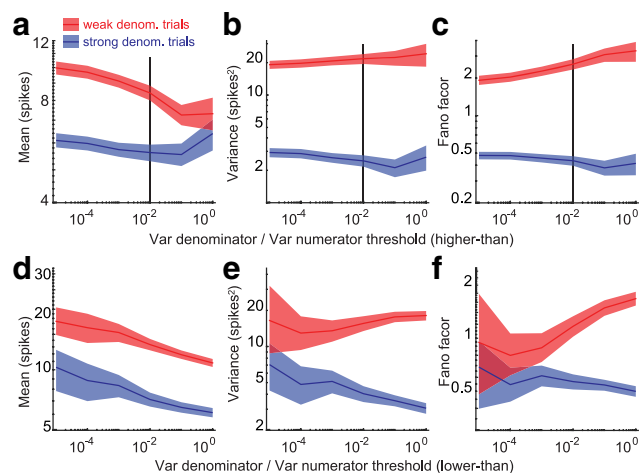 a
weak denom. trials
strong denom. trials
b
c
12
8
4
Mean (spikes)
20
10
5
2
Variance (spikes²)
2
1
0.5
0.2
Fano facor
10⁻⁴ 10⁻² 10⁰
10⁻⁴ 10⁻² 10⁰
10⁻⁴ 10⁻² 10⁰
Var denominator / Var numerator threshold (higher-than)
d
e
f
30
20
10
5
Mean (spikes)
40
20
10
5
2
Variance (spikes²)
2
1
0.5
Fano facor
10⁻⁴ 10⁻² 10⁰
10⁻⁴ 10⁻² 10⁰
10⁻⁴ 10⁻² 10⁰
Var denominator / Var numerator threshold (lower-than)